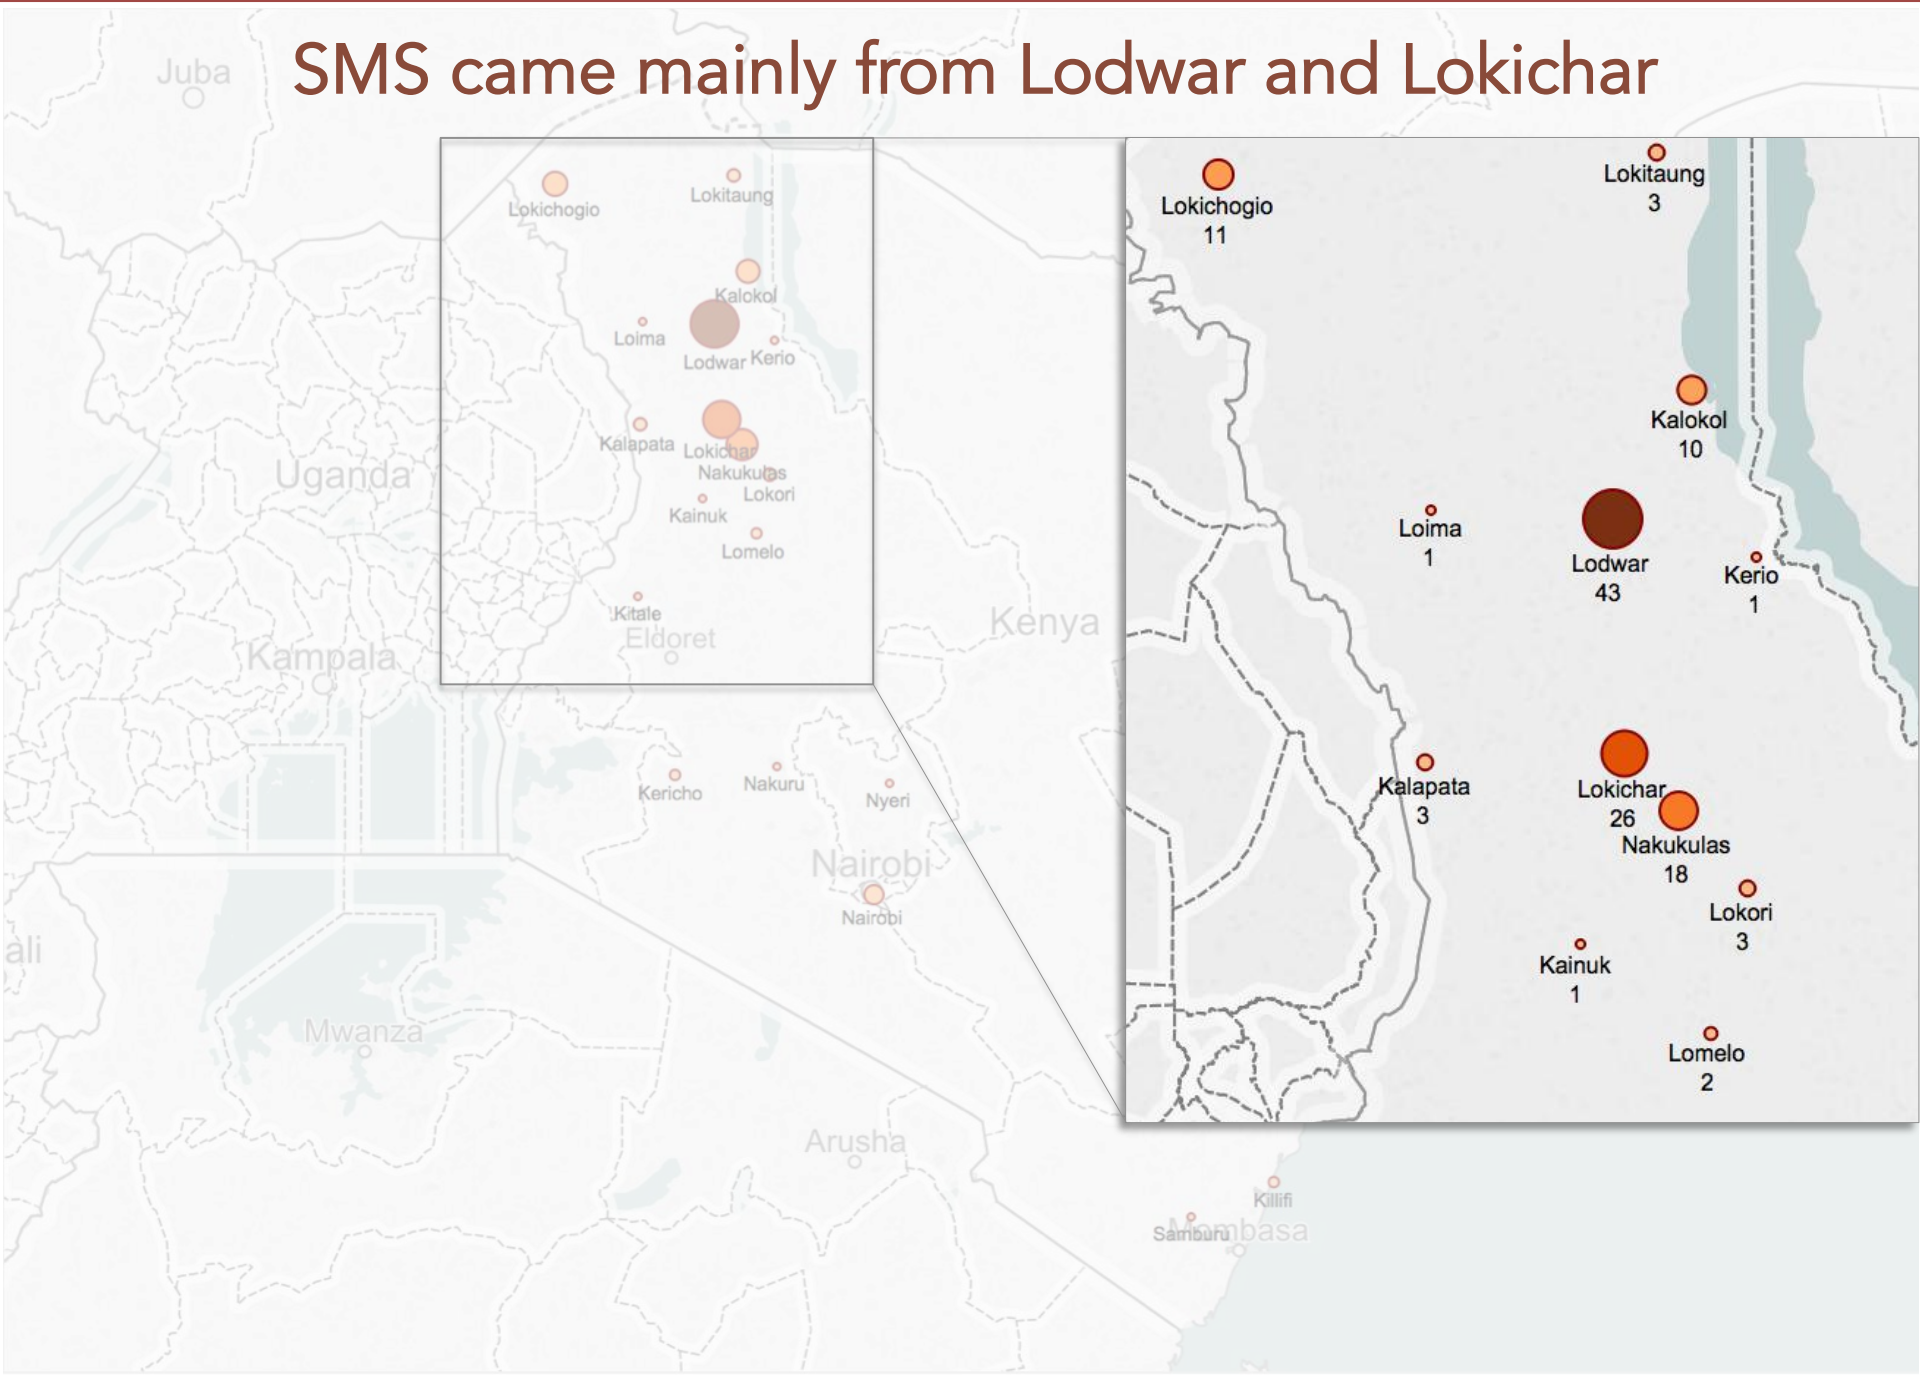 SMS came mainly from Lodwar and Lokichar
Juba
Lokichogio
Lokitaung
Kalokol
Loima
Lodwar
Kerio
Kalapata
Lokichar
Nakukulas
Lokori
Kainuk
Lomelo
Kitale
Eldoret
Uganda
Kampala
Kenya
Kericho
Nakuru
Nyeri
Nairobi
Nairobi
ali
Mwanza
Arusha
Killifi
Samburu
Mombasa
Lokichogio
11
Lokitaung
3
Kalokol
10
Loima
1
Lodwar
43
Kerio
1
Kalapata
3
Lokichar
26
Nakukulas
18
Lokori
3
Kainuk
1
Lomelo
2